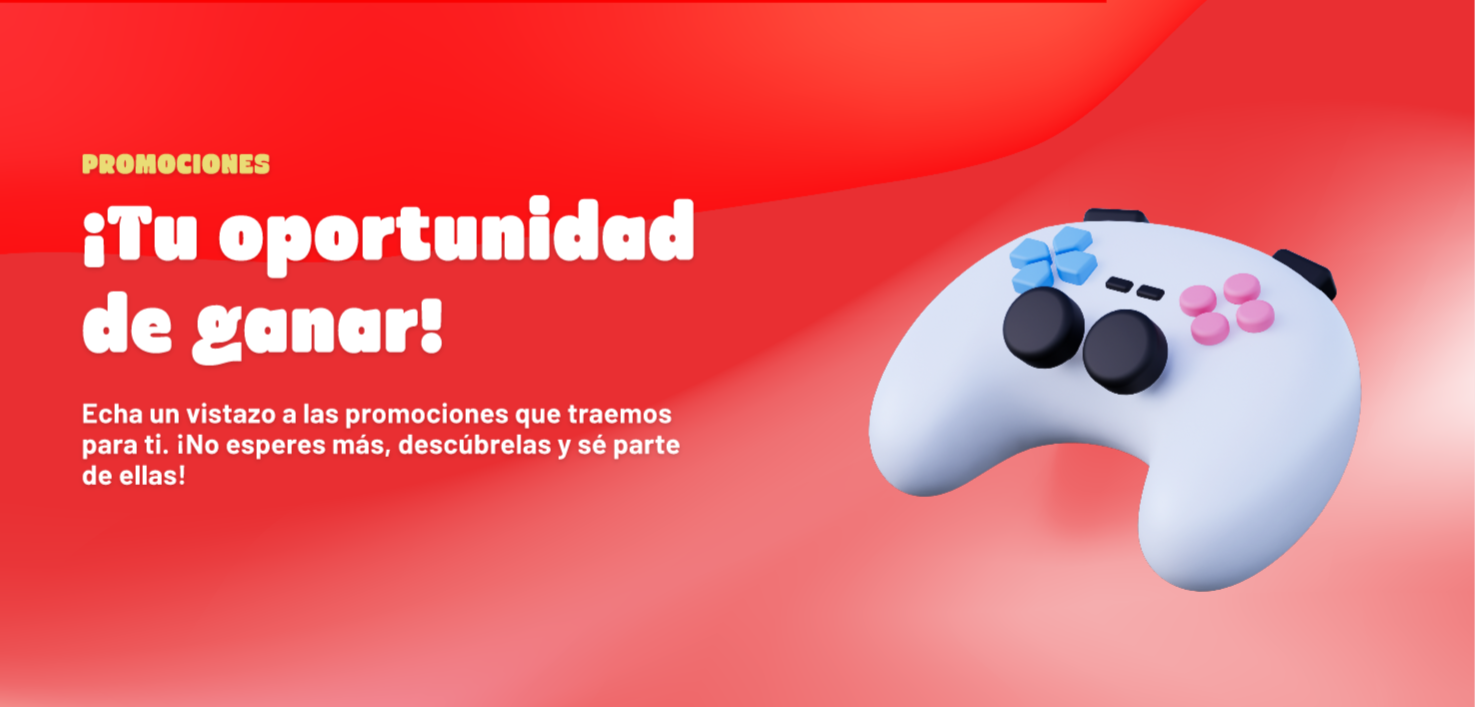 PROMOCIONES
¡Tu oportunidad
de ganar!
Echa un vistazo a las promociones que traemos
para ti. ¡No esperes más, descúbrelas y sé parte
de ellas!